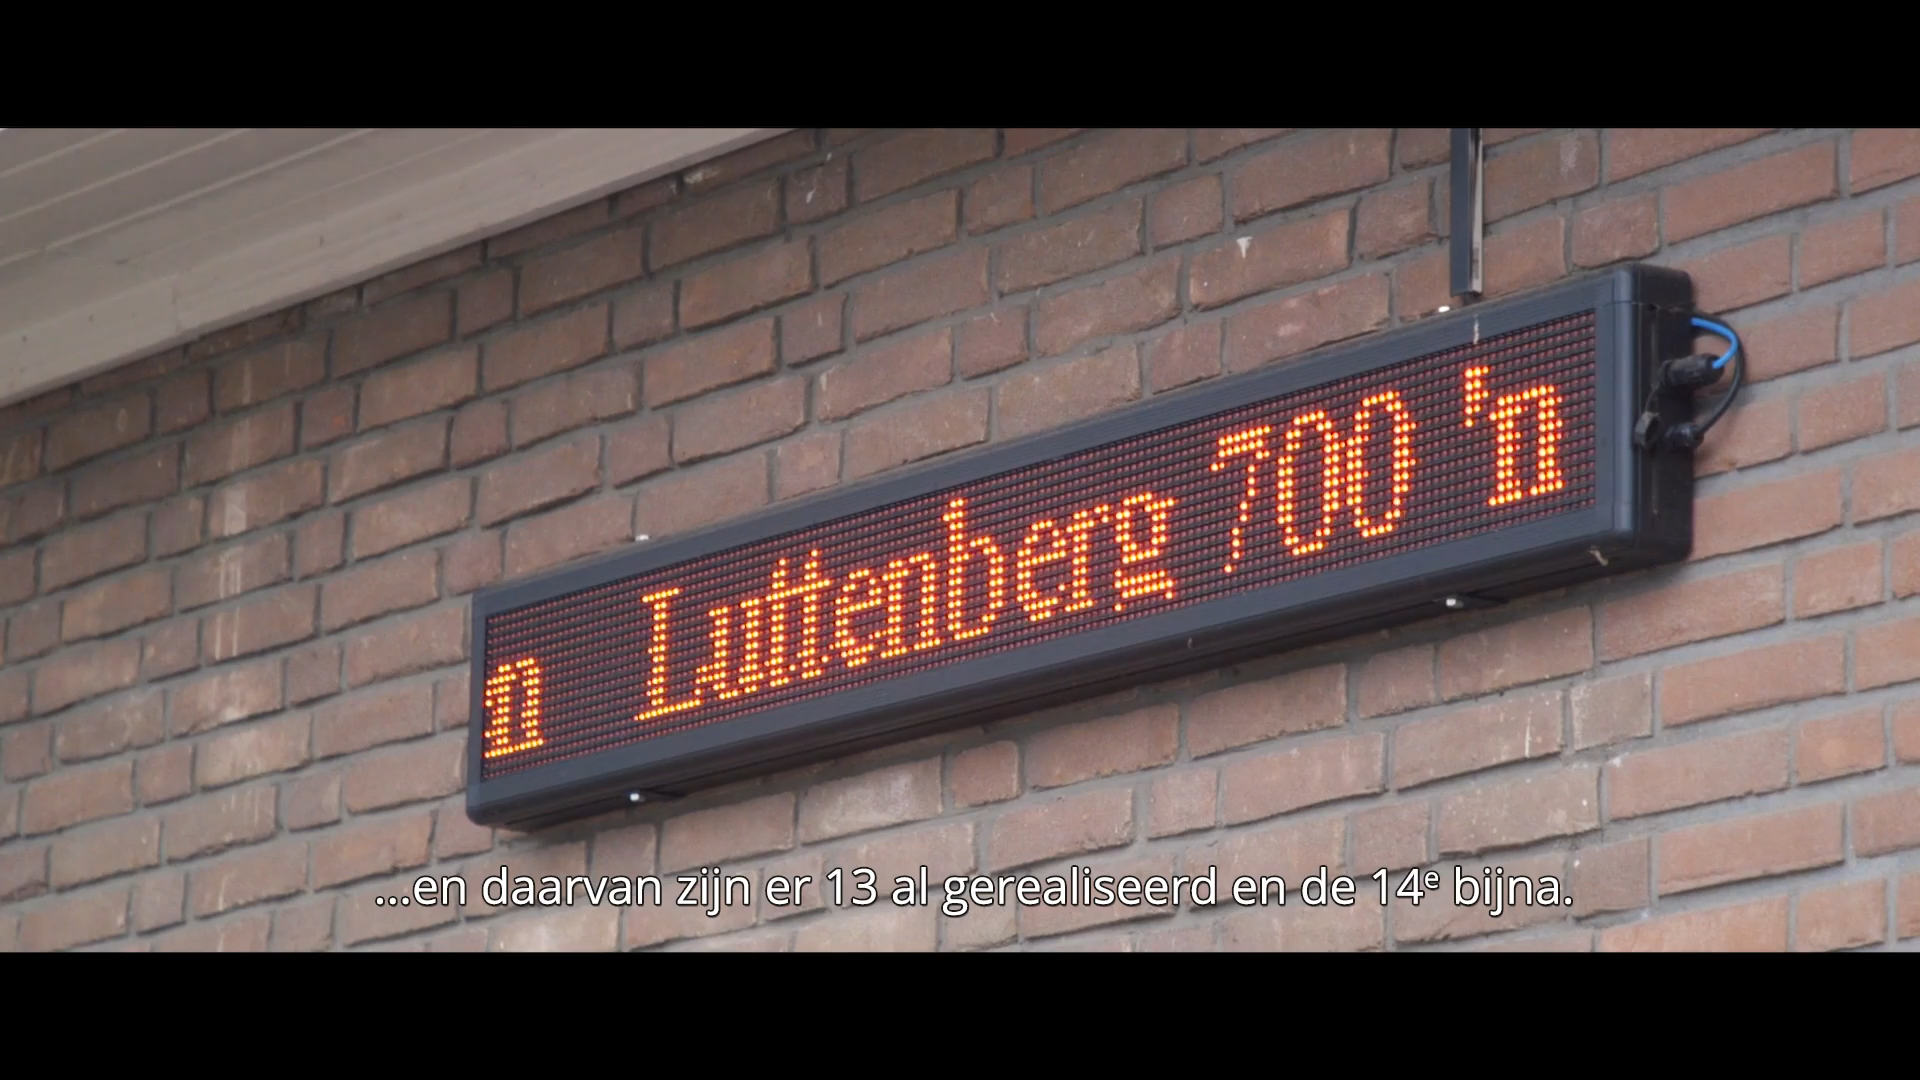 n Luttenberg 700 'n
...en daarvan zijn er 13 al gerealiseerd en de 14e bijna.